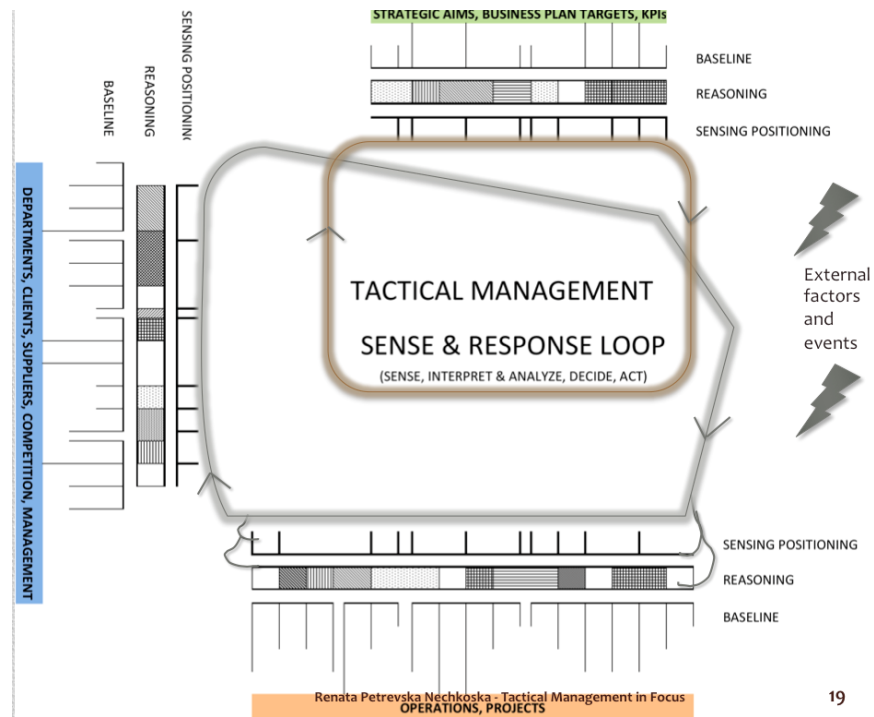 STRATEGIC AIMS, BUSINESS PLAN TARGETS, KPIs
BASELINE
REASONING
SENSING POSITIONING
BASELINE
REASONING
SENSING POSITIONING
DEPARTMENTS, CLIENTS, SUPPLIERS, COMPETITION, MANAGEMENT
TACTICAL MANAGEMENT
SENSE & RESPONSE LOOP
(SENSE, INTERPRET & ANALYZE, DECIDE, ACT)
External
factors
and
events
SENSING POSITIONING
REASONING
BASELINE
Renata Petrevska Nechkoska - Tactical Management in Focus
19
OPERATIONS, PROJECTS